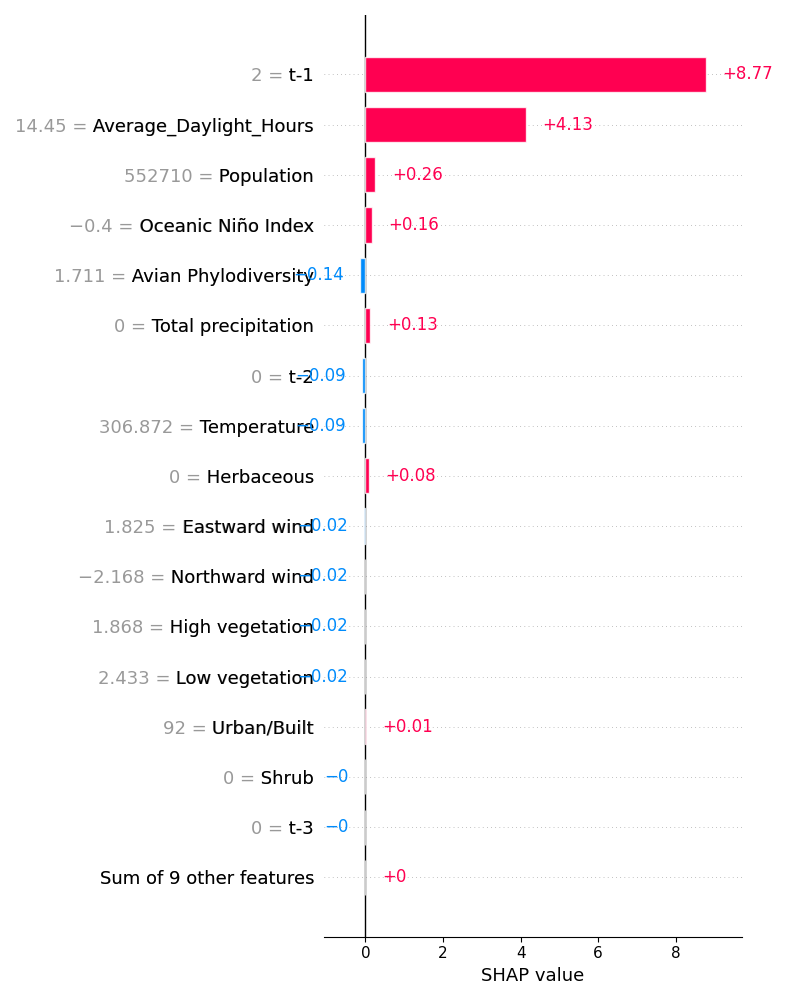 2 = t-1 +8.77
14.45 = Average_Daylight_Hours +4.13
552710 = Population +0.26
−0.4 = Oceanic Niño Index +0.16
1.711 = Avian Phylodiversity −0.14
0 = Total precipitation +0.13
0 = t-2 −0.09
306.872 = Temperature −0.09
0 = Herbaceous +0.08
1.825 = Eastward wind −0.02
−2.168 = Northward wind −0.02
1.868 = High vegetation −0.02
2.433 = Low vegetation −0.02
92 = Urban/Built +0.01
0 = Shrub −0
0 = t-3 −0
Sum of 9 other features +0
0 2 4 6 8
SHAP value